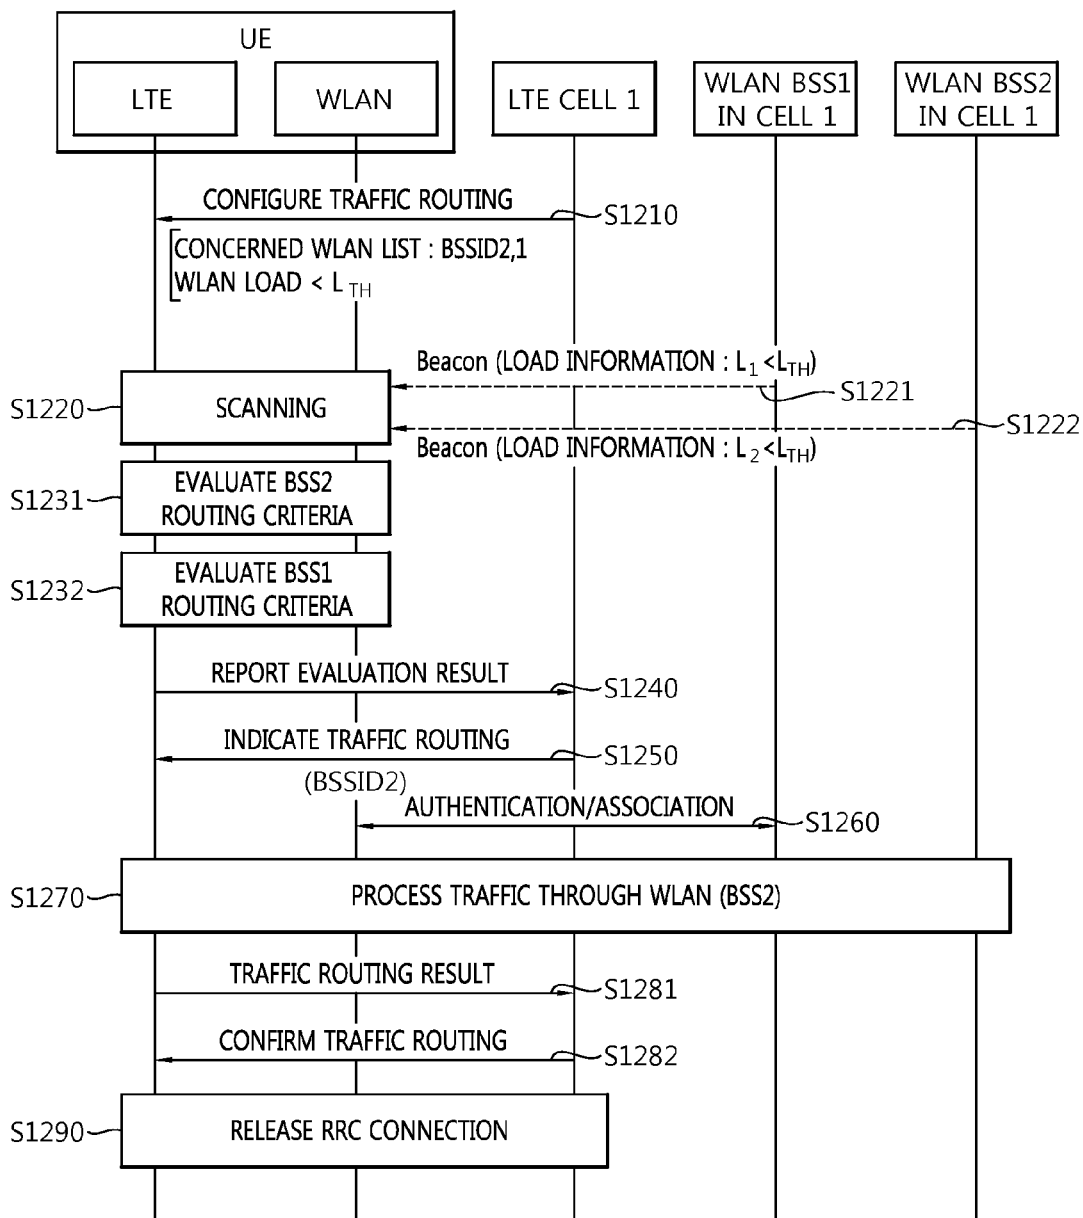 UE
LTE
WLAN
LTE CELL 1
WLAN BSS1
IN CELL 1
WLAN BSS2
IN CELL 1
CONFIGURE TRAFFIC ROUTING
S1210
CONCERNED WLAN LIST : BSSID2,1
WLAN LOAD < L TH
Beacon (LOAD INFORMATION : L1<LTH)
S1221
S1220
SCANNING
S1222
Beacon (LOAD INFORMATION : L2<LTH)
S1231
EVALUATE BSS2
ROUTING CRITERIA
S1232
EVALUATE BSS1
ROUTING CRITERIA
REPORT EVALUATION RESULT
S1240
INDICATE TRAFFIC ROUTING
S1250
(BSSID2)
AUTHENTICATION/ASSOCIATION
S1260
S1270
PROCESS TRAFFIC THROUGH WLAN (BSS2)
TRAFFIC ROUTING RESULT
S1281
CONFIRM TRAFFIC ROUTING
S1282
S1290
RELEASE RRC CONNECTION